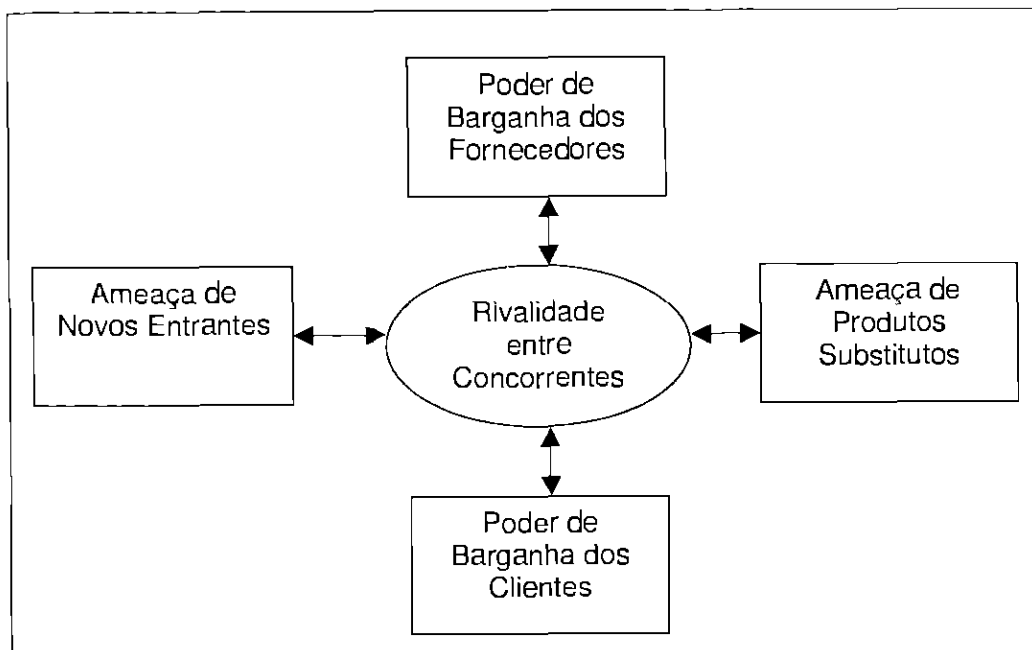 Poder de
Barganha dos
Fornecedores
Ameaça de
Novos Entrantes
Rivalidade
entre
Concorrentes
Ameaça de
Produtos
Substitutos
Poder de
Barganha dos
Clientes